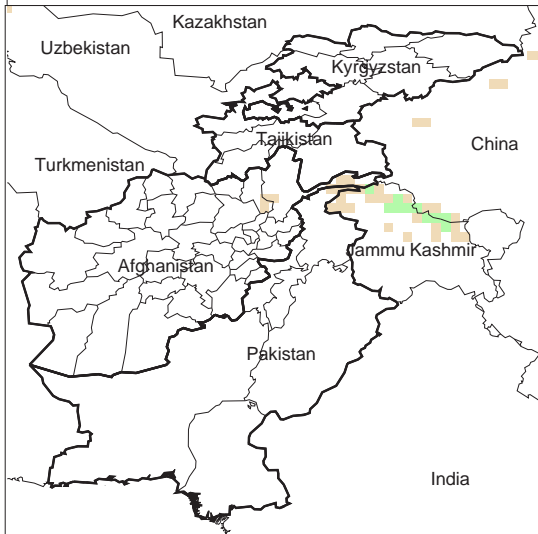 Kazakhstan
Uzbekistan
Kyrgyzstan
Tajikistan
China
Turkmenistan
Jammu Kashmir
Afghanistan
Pakistan
India